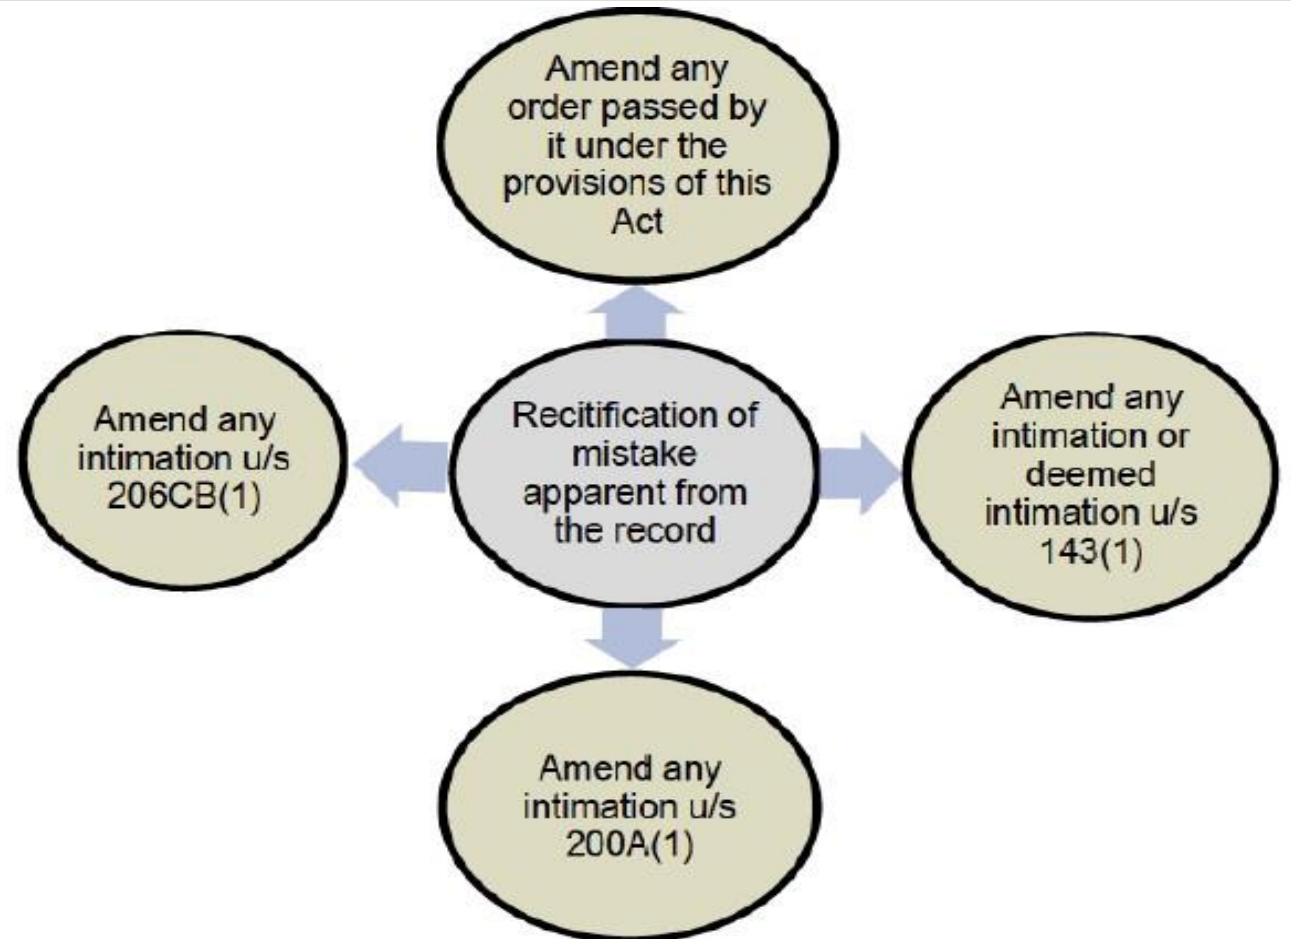 Amend any
order passed by
it under the
provisions of this
Act
Amend any
intimation u/s
206CB(1)
Recitification of
mistake
apparent from
the record
Amend any
intimation or
deemed
intimation u/s
143(1)
Amend any
intimation u/s
200A(1)